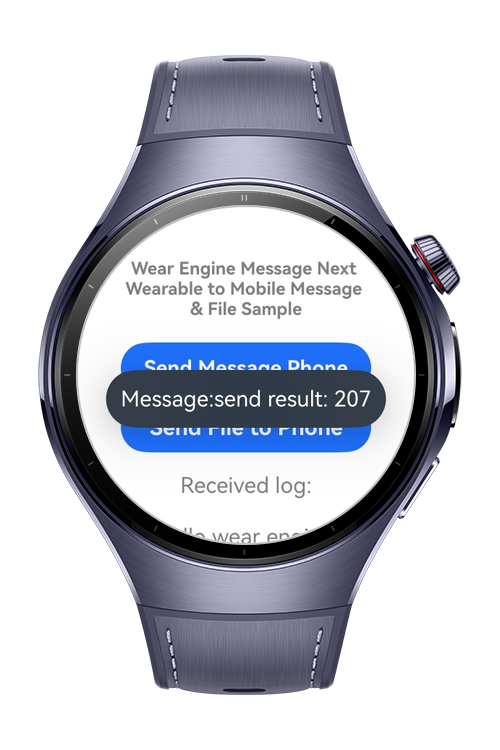 Wear Engine Message Next
Wearable to Mobile Message
& File Sample
Send Message Phone
Message:send result: 207
Send File to Phone
Received log:
wear